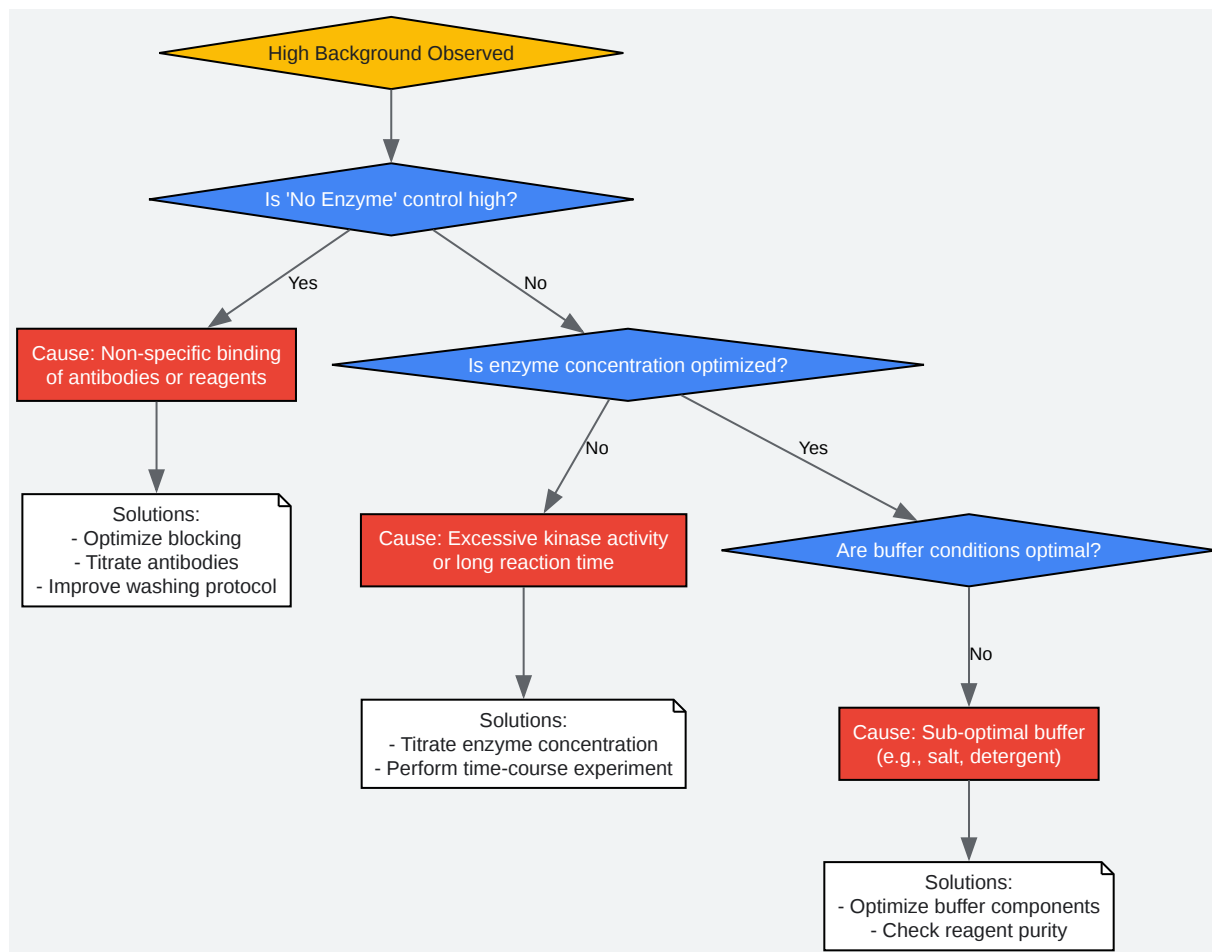 High Background Observed
Is 'No Enzyme' control high?
Yes
No
Cause: Non-specific binding
of antibodies or reagents
Is enzyme concentration optimized?
No
Yes
Solutions:
- Optimize blocking
- Titrate antibodies
- Improve washing protocol
Cause: Excessive kinase activity
or long reaction time
Are buffer conditions optimal?
No
Solutions:
- Titrate enzyme concentration
- Perform time-course experiment
Cause: Sub-optimal buffer
(e.g., salt, detergent)
Solutions:
- Optimize buffer components
- Check reagent purity